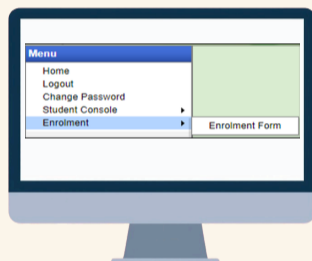 Menu
Home
Logout
Change Password
Student Console
Enrolment
Enrolment Form